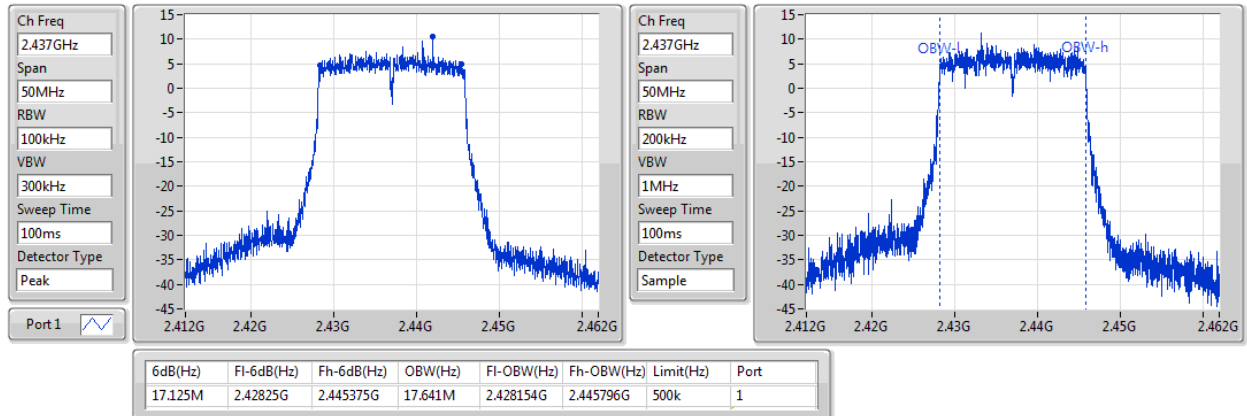 Ch Freq
2.437GHz
Span
50MHz
RBW
100kHz
VBW
300kHz
Sweep Time
100ms
Detector Type
Peak
Port 1
15
10
5
0
-5
-10
-15
-20
-25
-30
-35
-40
-45
2.412G 2.42G 2.43G 2.44G 2.45G 2.462G
Ch Freq
2.437GHz
Span
50MHz
RBW
200kHz
VBW
1MHz
Sweep Time
100ms
Detector Type
Sample
15
10
5
0
-5
-10
-15
-20
-25
-30
-35
-40
-45
OBW-l OBW-h
2.412G 2.42G 2.43G 2.44G 2.45G 2.462G
6dB(Hz) Fl-6dB(Hz) Fh-6dB(Hz) OBW(Hz) Fl-OBW(Hz) Fh-OBW(Hz) Limit(Hz) Port
17.125M 2.42825G 2.445375G 17.641M 2.428154G 2.445796G 500k 1